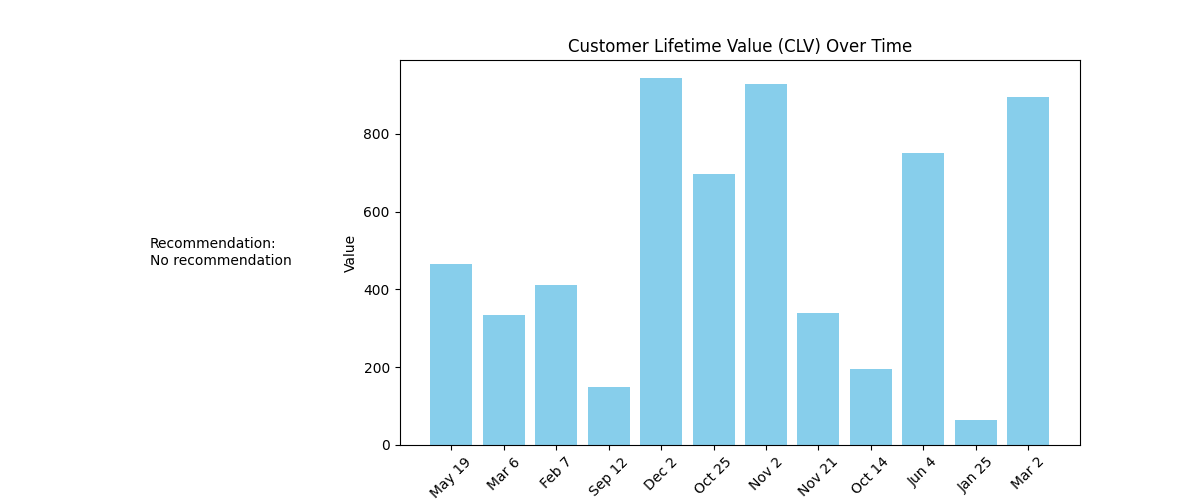 Customer Lifetime Value (CLV) Over Time
Recommendation:
No recommendation
Value
800
600
400
200
0
May 19
Mar 6
Feb 7
Sep 12
Dec 2
Oct 25
Nov 2
Nov 21
Oct 14
Jun 4
Jan 25
Mar 2